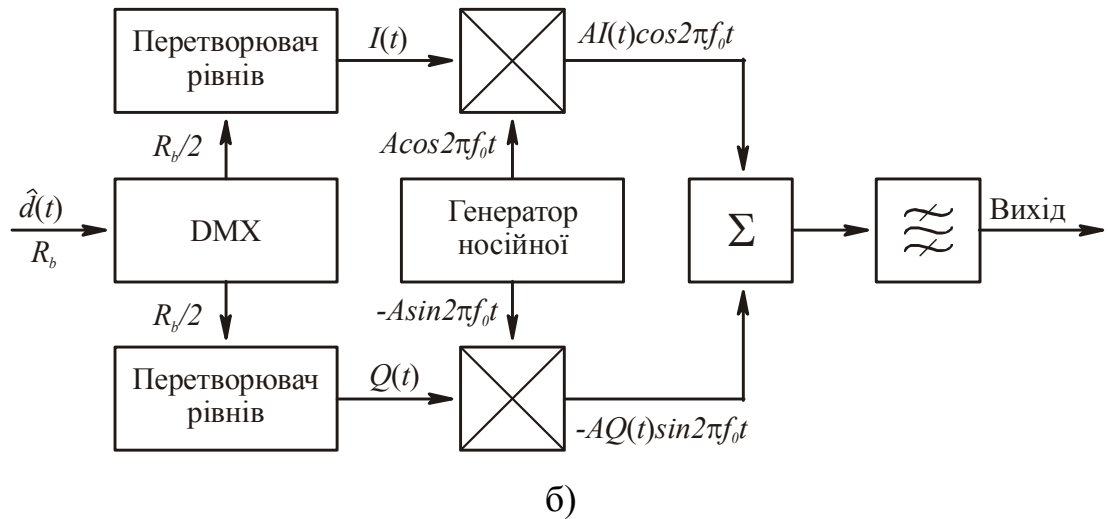 Перетворювач
рівнів
I(t)
AI(t)cos2πf₀t
R_b/2
Acos2πf₀t
d̂(t)
R_b
DMX
Генератор
носійної
Σ
Вихід
R_b/2
-Asin2πf₀t
Перетворювач
рівнів
Q(t)
-AQ(t)sin2πf₀t
б)